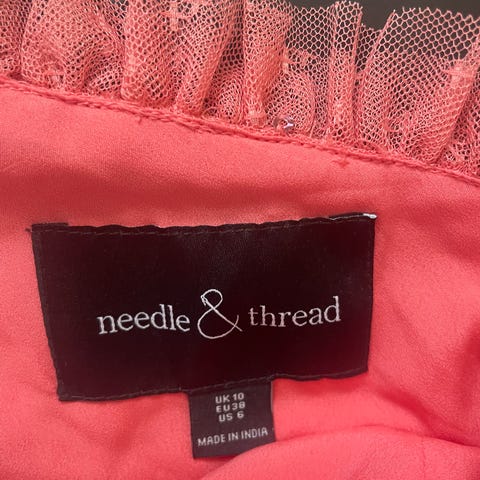 needle & thread
UK 10
EU 38
US 6
MADE IN INDIA